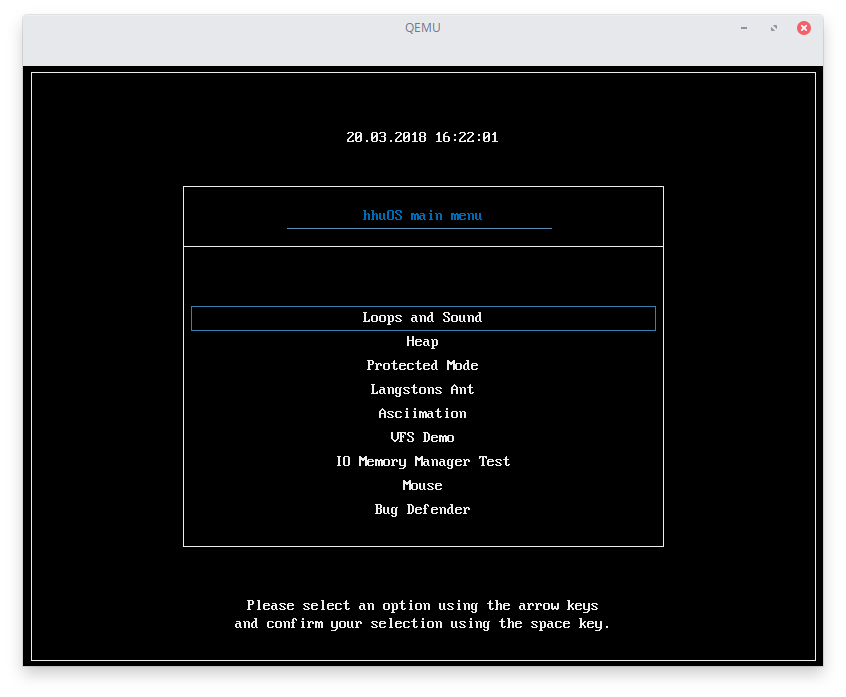 QEMU
20.03.2018 16:22:01
hhuOS main menu
Loops and Sound
Heap
Protected Mode
Langstons Ant
Asciimation
VFS Demo
IO Memory Manager Test
Mouse
Bug Defender
Please select an option using the arrow keys
and confirm your selection using the space key.